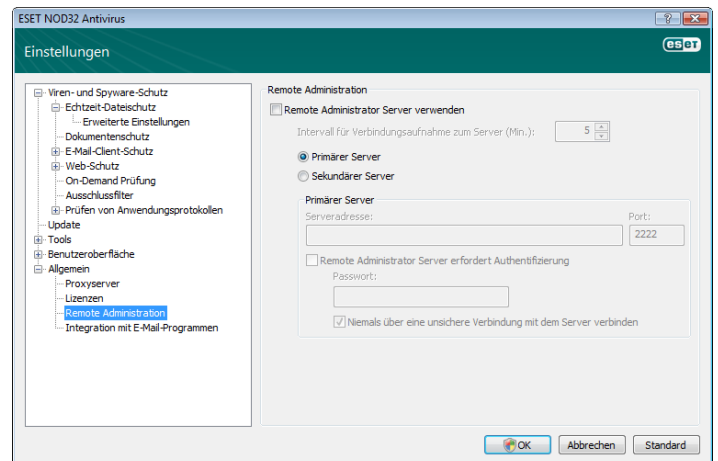 ESET NOD32 Antivirus
Einstellungen
eseT
Viren- und Spyware-Schutz
Echtzeit-Dateischutz
Erweiterte Einstellungen
Dokumentenschutz
E-Mail-Client-Schutz
Web-Schutz
On-Demand Prüfung
Ausschlussfilter
Prüfen von Anwendungsprotokollen
Update
Tools
Benutzeroberfläche
Allgemein
Proxyserver
Lizenzen
Remote Administration
Integration mit E-Mail-Programmen
Remote Administration
Remote Administrator Server verwenden
Intervall für Verbindungsaufnahme zum Server (Min.): 5
Primärer Server
Sekundärer Server
Primärer Server
Serveradresse: Port:
2222
Remote Administrator Server erfordert Authentifizierung
Passwort:
Niemals über eine unsichere Verbindung mit dem Server verbinden
OK Abbrechen Standard